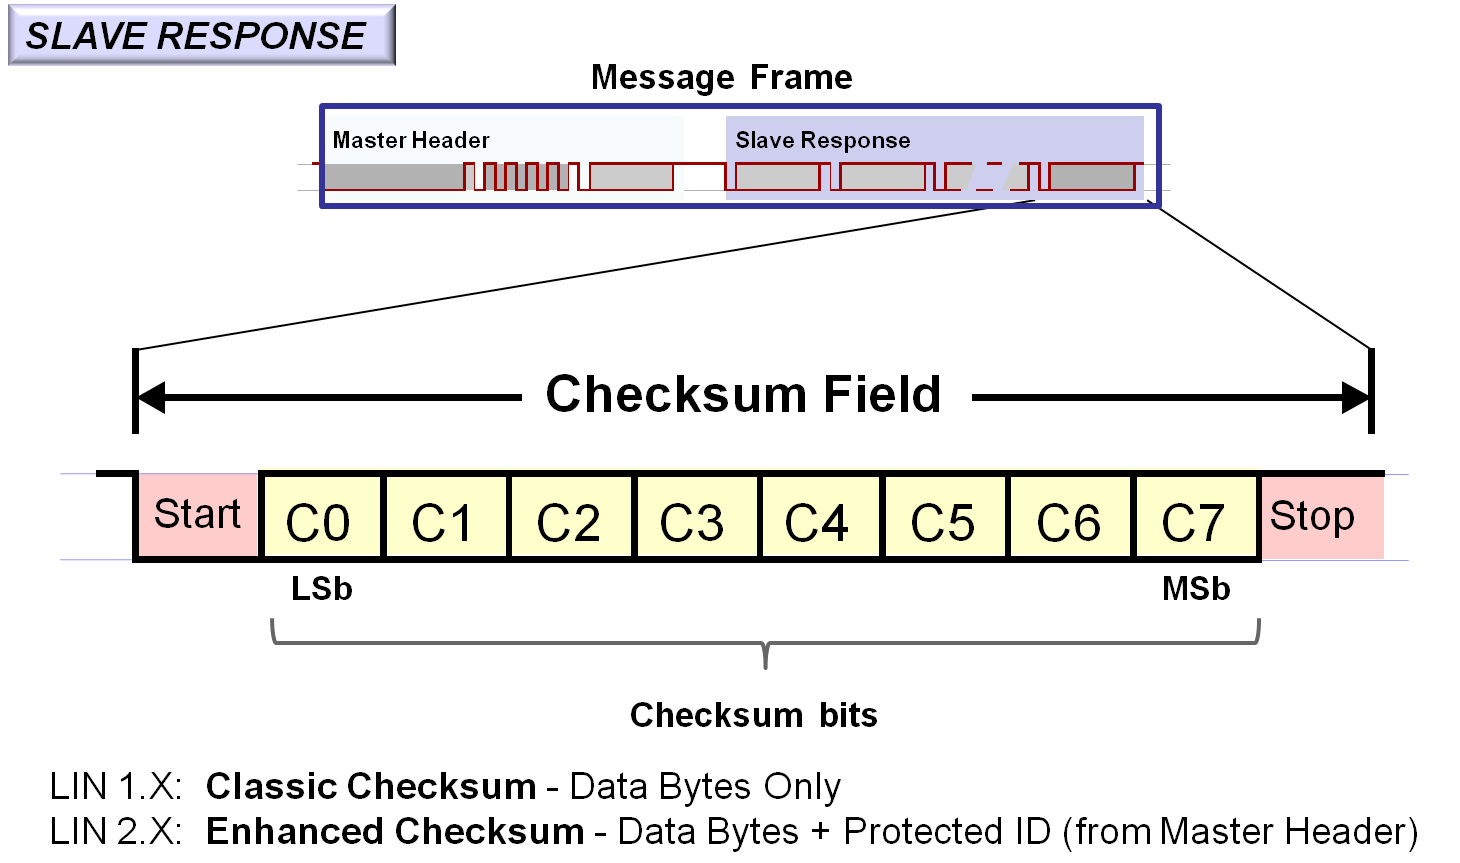 SLAVE RESPONSE
Message Frame
Master Header
Slave Response
Checksum Field
Start C0 C1 C2 C3 C4 C5 C6 C7 Stop
LSb MSb
Checksum bits
LIN 1.X: Classic Checksum - Data Bytes Only
LIN 2.X: Enhanced Checksum - Data Bytes + Protected ID (from Master Header)